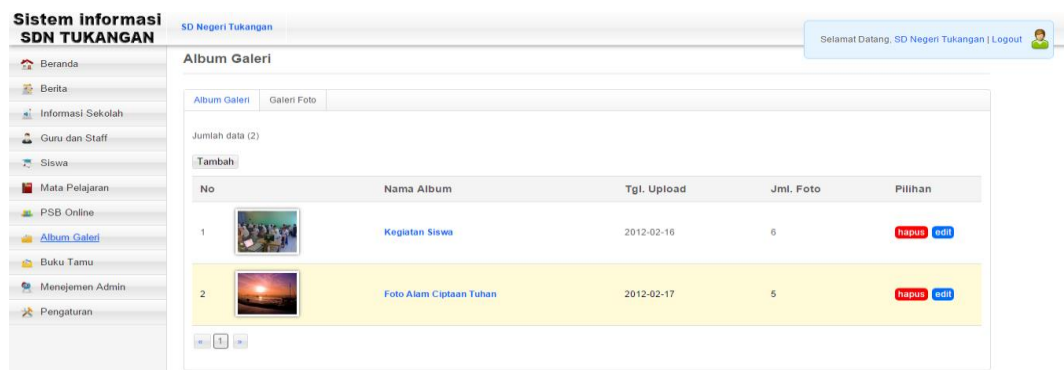 Sistem informasi
SDN TUKANGAN
SD Negeri Tukangan
Selamat Datang, SD Negeri Tukangan | Logout
Beranda
Berita
Informasi Sekolah
Guru dan Staff
Siswa
Mata Pelajaran
PSB Online
Album Galeri
Buku Tamu
Menejemen Admin
Pengaturan
Album Galeri
Album Galeri Galeri Foto
Jumlah data (2)
Tambah
No Nama Album Tgl. Upload Jml. Foto Pilihan
1 Kegiatan Siswa 2012-02-16 6 hapus edit
2 Foto Alam Ciptaan Tuhan 2012-02-17 5 hapus edit
« 1 »